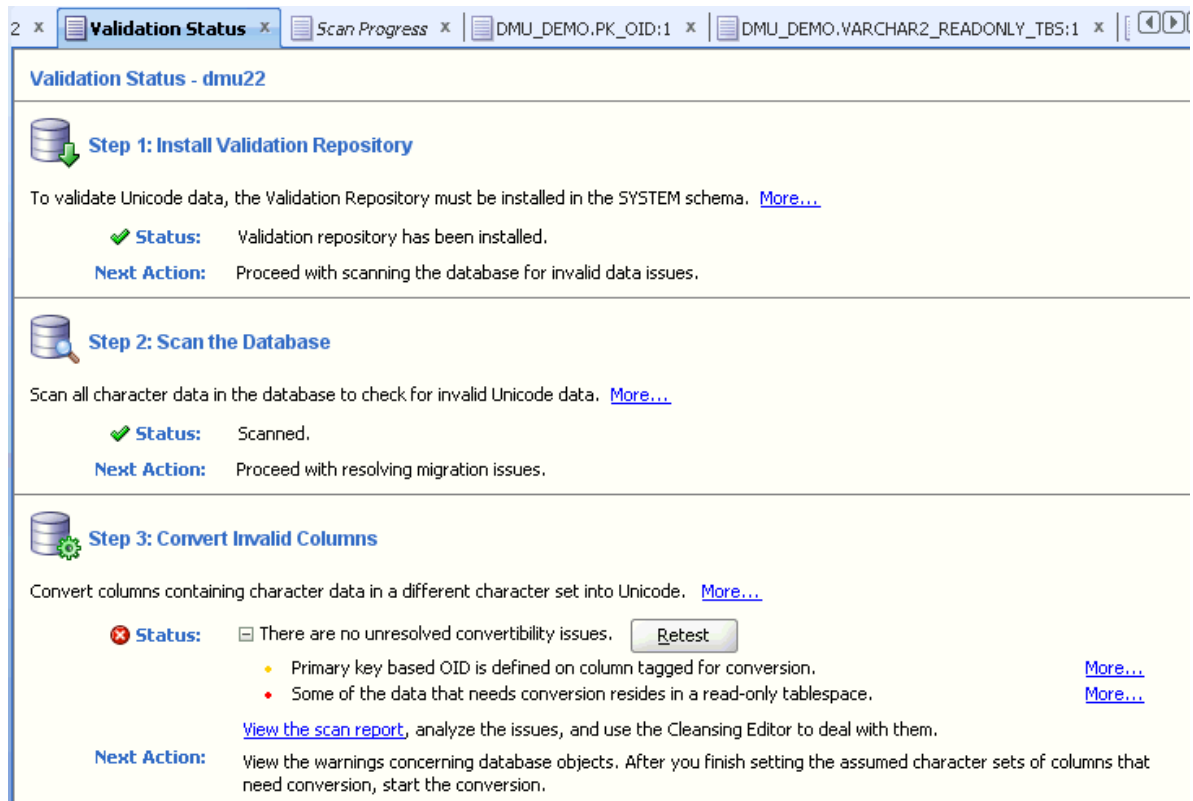 2 x Validation Status x Scan Progress x DMU_DEMO.PK_OID:1 x DMU_DEMO.VARCHAR2_READONLY_TBS:1 x
Validation Status - dmu22
Step 1: Install Validation Repository
To validate Unicode data, the Validation Repository must be installed in the SYSTEM schema. More...
Status: Validation repository has been installed.
Next Action: Proceed with scanning the database for invalid data issues.
Step 2: Scan the Database
Scan all character data in the database to check for invalid Unicode data. More...
Status: Scanned.
Next Action: Proceed with resolving migration issues.
Step 3: Convert Invalid Columns
Convert columns containing character data in a different character set into Unicode. More...
Status: There are no unresolved convertibility issues. Retest
Primary key based OID is defined on column tagged for conversion. More...
Some of the data that needs conversion resides in a read-only tablespace. More...
View the scan report, analyze the issues, and use the Cleansing Editor to deal with them.
Next Action: View the warnings concerning database objects. After you finish setting the assumed character sets of columns that
need conversion, start the conversion.